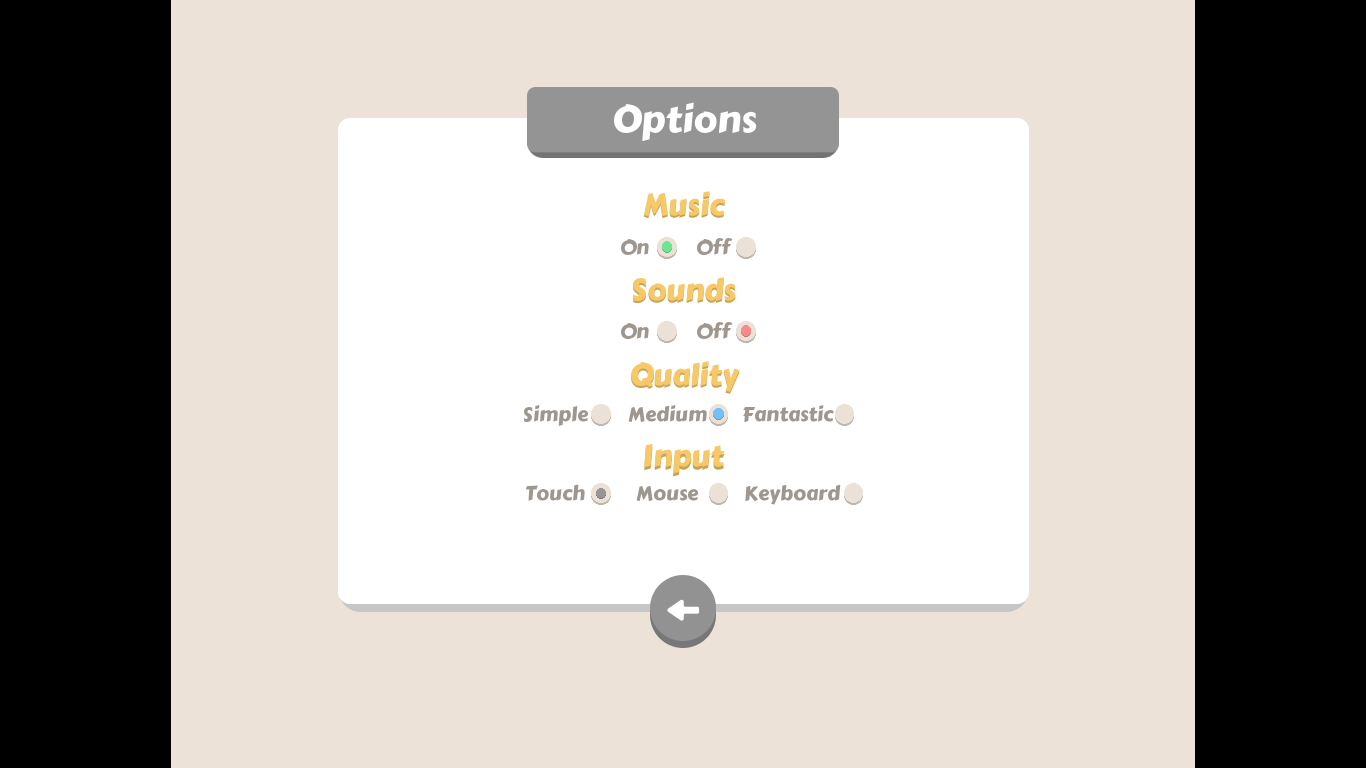 Options
Music
On Off
Sounds
On Off
Quality
Simple Medium Fantastic
Input
Touch Mouse Keyboard